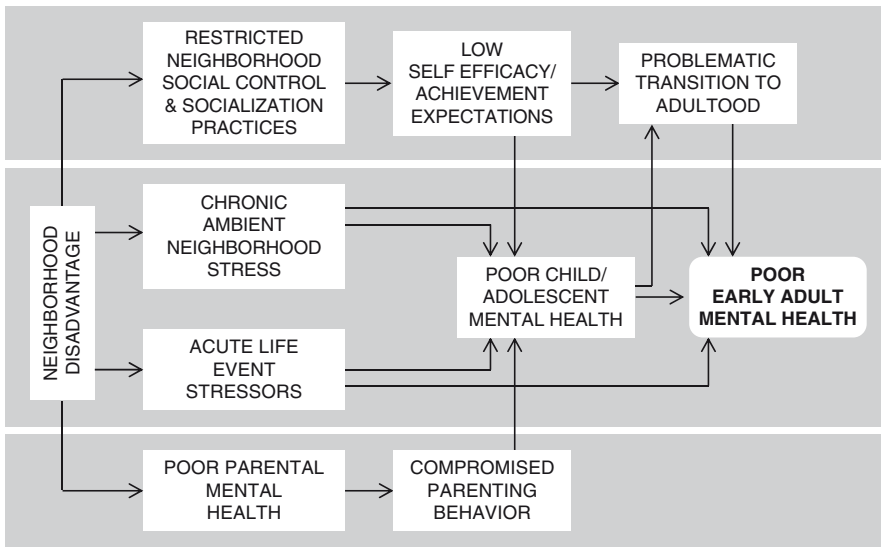 RESTRICTED
NEIGHBORHOOD
SOCIAL CONTROL
& SOCIALIZATION
PRACTICES
LOW
SELF EFFICACY/
ACHIEVEMENT
EXPECTATIONS
PROBLEMATIC
TRANSITION TO
ADULTOOD
NEIGHBORHOOD
DISADVANTAGE
CHRONIC
AMBIENT
NEIGHBORHOOD
STRESS
POOR CHILD/
ADOLESCENT
MENTAL HEALTH
POOR
EARLY ADULT
MENTAL HEALTH
ACUTE LIFE
EVENT
STRESSORS
POOR PARENTAL
MENTAL
HEALTH
COMPROMISED
PARENTING
BEHAVIOR